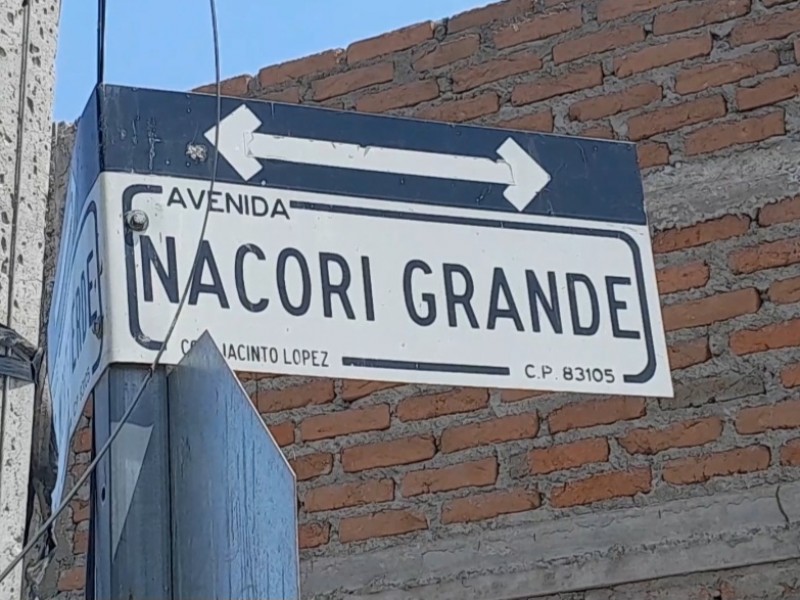 AVENIDA
NACORI GRANDE
JACINTO LOPEZ
C.P. 83105